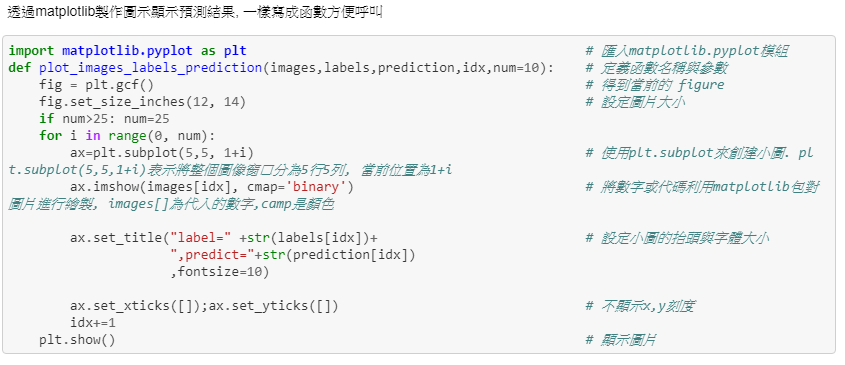 透過matplotlib製作圖示顯示預測結果, 一樣寫成函數方便呼叫
import matplotlib.pyplot as plt # 匯入matplotlib.pyplot模組
def plot_images_labels_prediction(images,labels,prediction,idx,num=10): # 定義函數名稱與參數
    fig = plt.gcf() # 得到當前的 figure
    fig.set_size_inches(12, 14) # 設定圖片大小
    if num>25: num=25
    for i in range(0, num):
        ax=plt.subplot(5,5, 1+i) # 使用plt.subplot來創建小圖. pl
t.subplot(5,5,1+i)表示將整個圖像窗口分為5行5列, 當前位置為1+i
        ax.imshow(images[idx], cmap='binary') # 將數字或代碼利用matplotlib包對
圖片進行繪製, images[]為代入的數字,camp是顏色
        ax.set_title("label=" +str(labels[idx])+ # 設定小圖的抬頭與字體大小
                     ",predict="+str(prediction[idx])
                     ,fontsize=10)
        ax.set_xticks([]);ax.set_yticks([]) # 不顯示x,y刻度
        idx+=1
    plt.show() # 顯示圖片